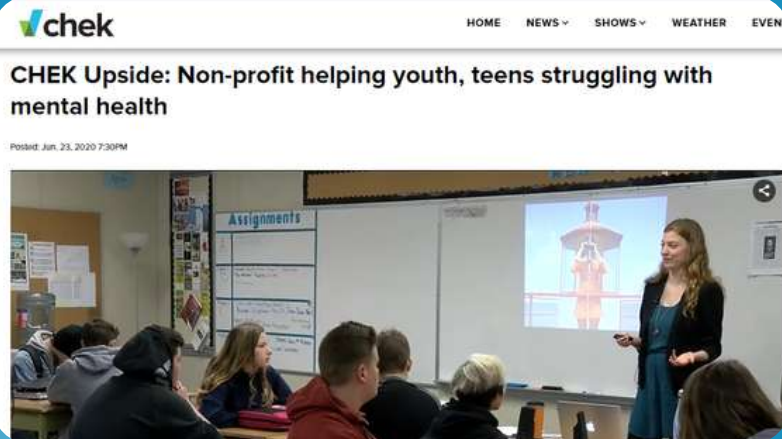 chek
HOME NEWS SHOWS WEATHER EVEN
CHEK Upside: Non-profit helping youth, teens struggling with
mental health
Posted: Jun. 23, 2020 7:30PM
Assignments